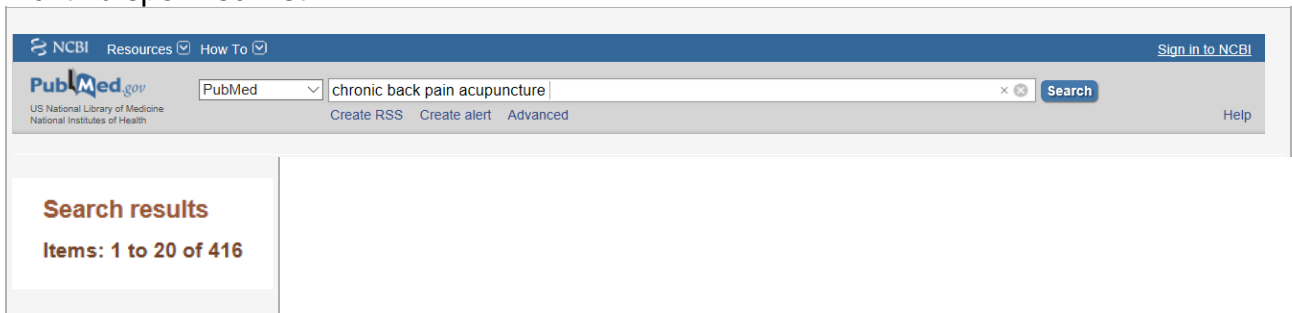 NCBI Resources How To Sign in to NCBI
PubMed.gov PubMed chronic back pain acupuncture × Search
US National Library of Medicine
National Institutes of Health
Create RSS Create alert Advanced Help
Search results
Items: 1 to 20 of 416